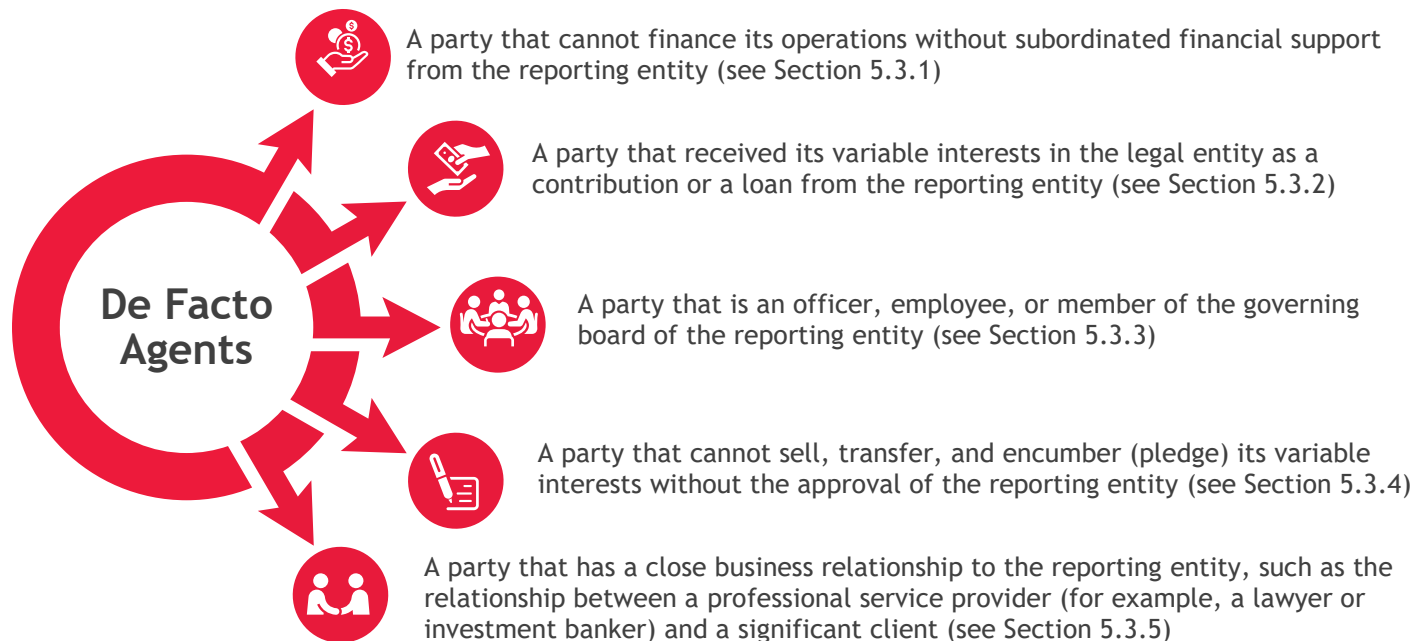 A party that cannot finance its operations without subordinated financial support
from the reporting entity (see Section 5.3.1)
A party that received its variable interests in the legal entity as a
contribution or a loan from the reporting entity (see Section 5.3.2)
De Facto
Agents
A party that is an officer, employee, or member of the governing
board of the reporting entity (see Section 5.3.3)
A party that cannot sell, transfer, and encumber (pledge) its variable
interests without the approval of the reporting entity (see Section 5.3.4)
A party that has a close business relationship to the reporting entity, such as the
relationship between a professional service provider (for example, a lawyer or
investment banker) and a significant client (see Section 5.3.5)